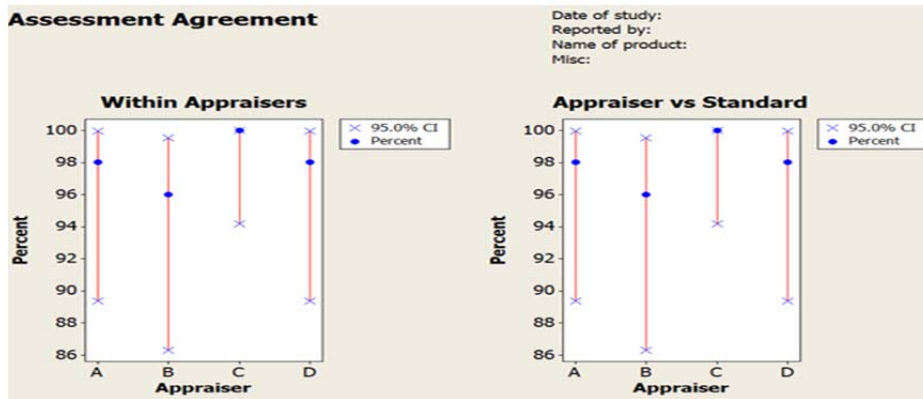 Assessment Agreement
Date of study:
Reported by:
Name of product:
Misc:
Within Appraisers
100
98
96
94
92
90
88
86
Percent
A B C D
Appraiser
95.0% CI
Percent
Appraiser vs Standard
100
98
96
94
92
90
88
86
Percent
A B C D
Appraiser
95.0% CI
Percent